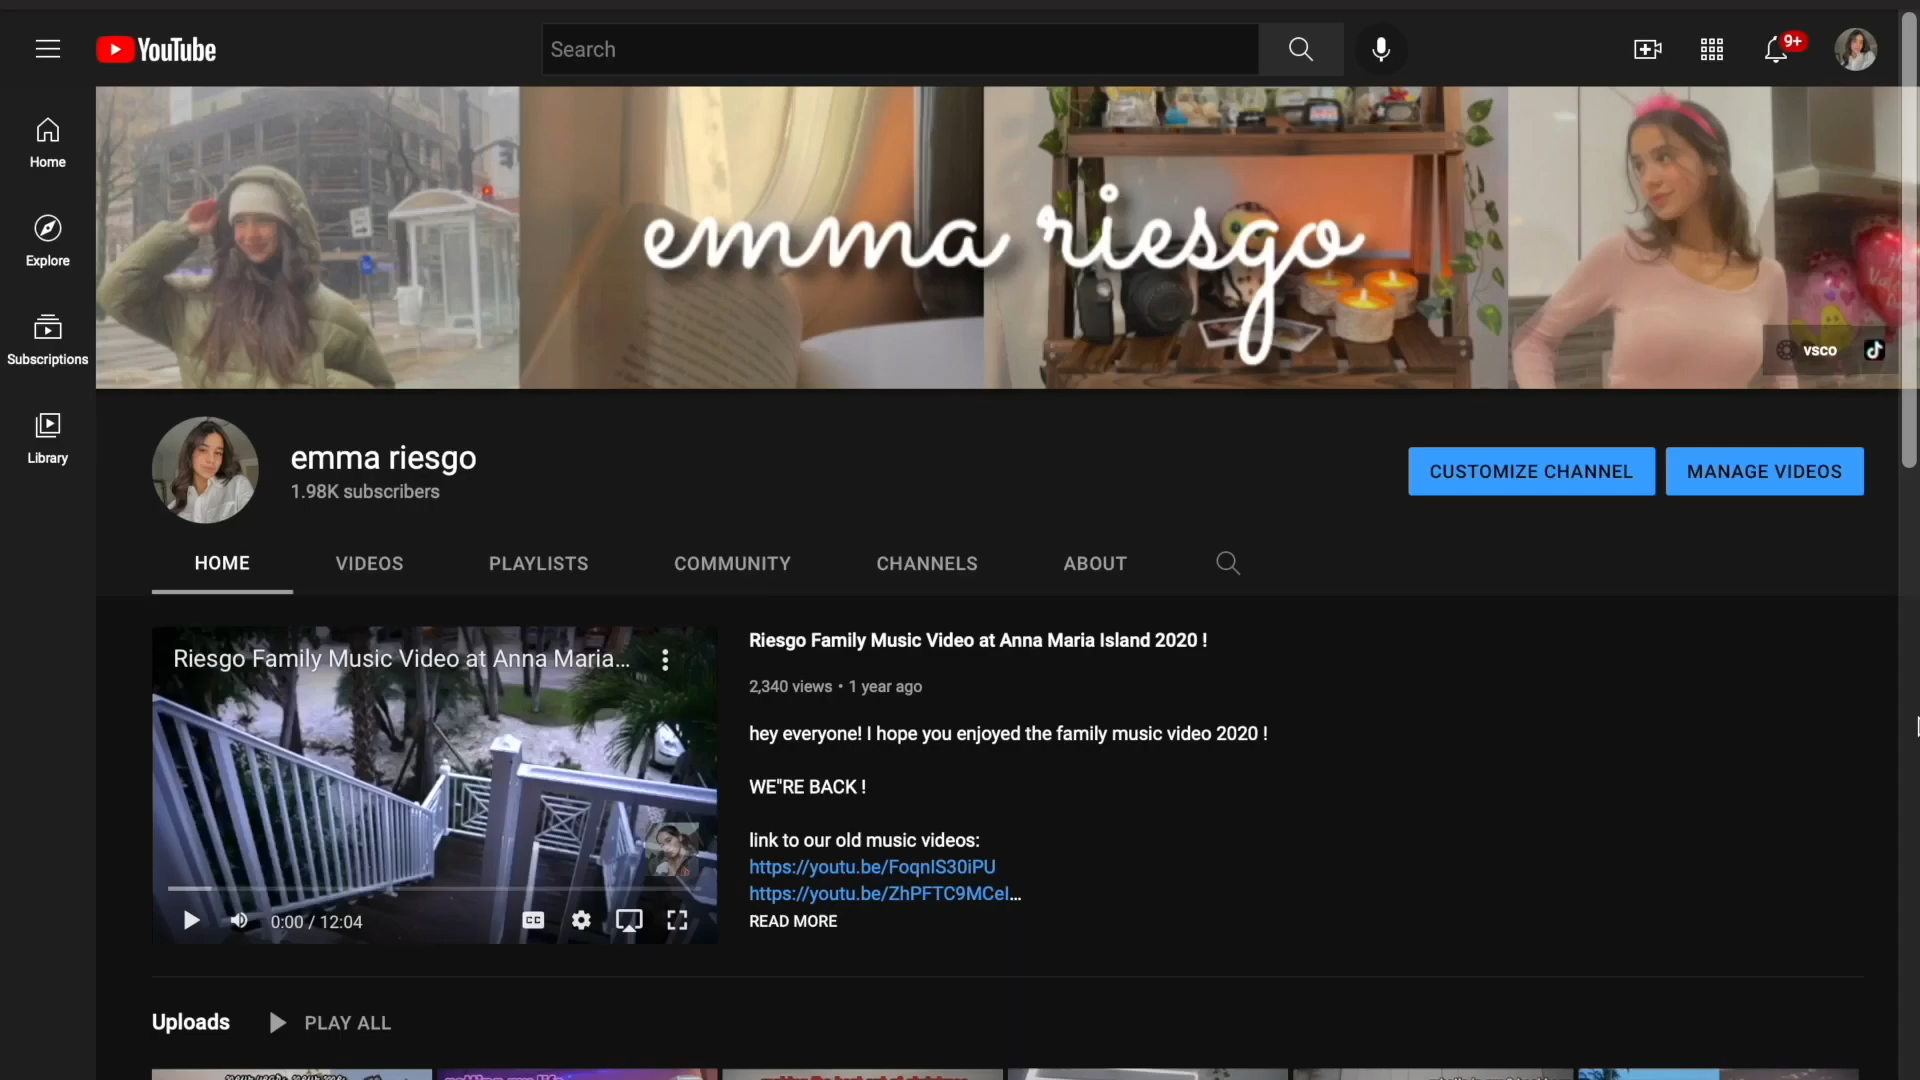 YouTube
Search
9+
Home
Explore
Subscriptions
Library
emma riesgo
vsco
emma riesgo
1.98K subscribers
CUSTOMIZE CHANNEL
MANAGE VIDEOS
HOME
VIDEOS
PLAYLISTS
COMMUNITY
CHANNELS
ABOUT
Riesgo Family Music Video at Anna Maria...
0:00 / 12:04
CC
Riesgo Family Music Video at Anna Maria Island 2020 !
2,340 views • 1 year ago
hey everyone! I hope you enjoyed the family music video 2020 !
WE"RE BACK !
link to our old music videos:
https://youtu.be/FoqnIS30iPU
https://youtu.be/ZhPFTC9MCeI...
READ MORE
Uploads
PLAY ALL